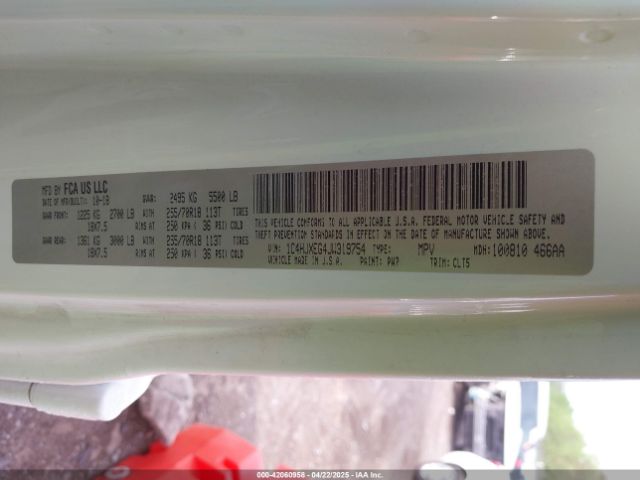 MFD BY FCA US LLC
DATE OF MFR(BUILT): 10-18 GVWR: 2495 KG 5500 LB
GAWR FRONT: 1225 KG 2700 LB WITH 255/70R18 113T TIRES
18X7.5 RIMS AT 250 KPA ( 36 PSI) COLD
GAWR REAR: 1361 KG 3000 LB WITH 255/70R18 113T TIRES
18X7.5 RIMS AT 250 KPA ( 36 PSI) COLD
THIS VEHICLE CONFORMS TO ALL APPLICABLE U.S.A. FEDERAL MOTOR VEHICLE SAFETY AND
THEFT PREVENTION STANDARDS IN EFFECT ON THE DATE OF MANUFACTURE SHOWN ABOVE.
VIN: 1C4HJXEG4JW319754 TYPE: MPV MDH: 100810 466AA
VEHICLE MADE IN U.S.A. PAINT: PW7 TRIM: CLT5
000-42060958 - 04/22/2025 - IAAI, Inc.